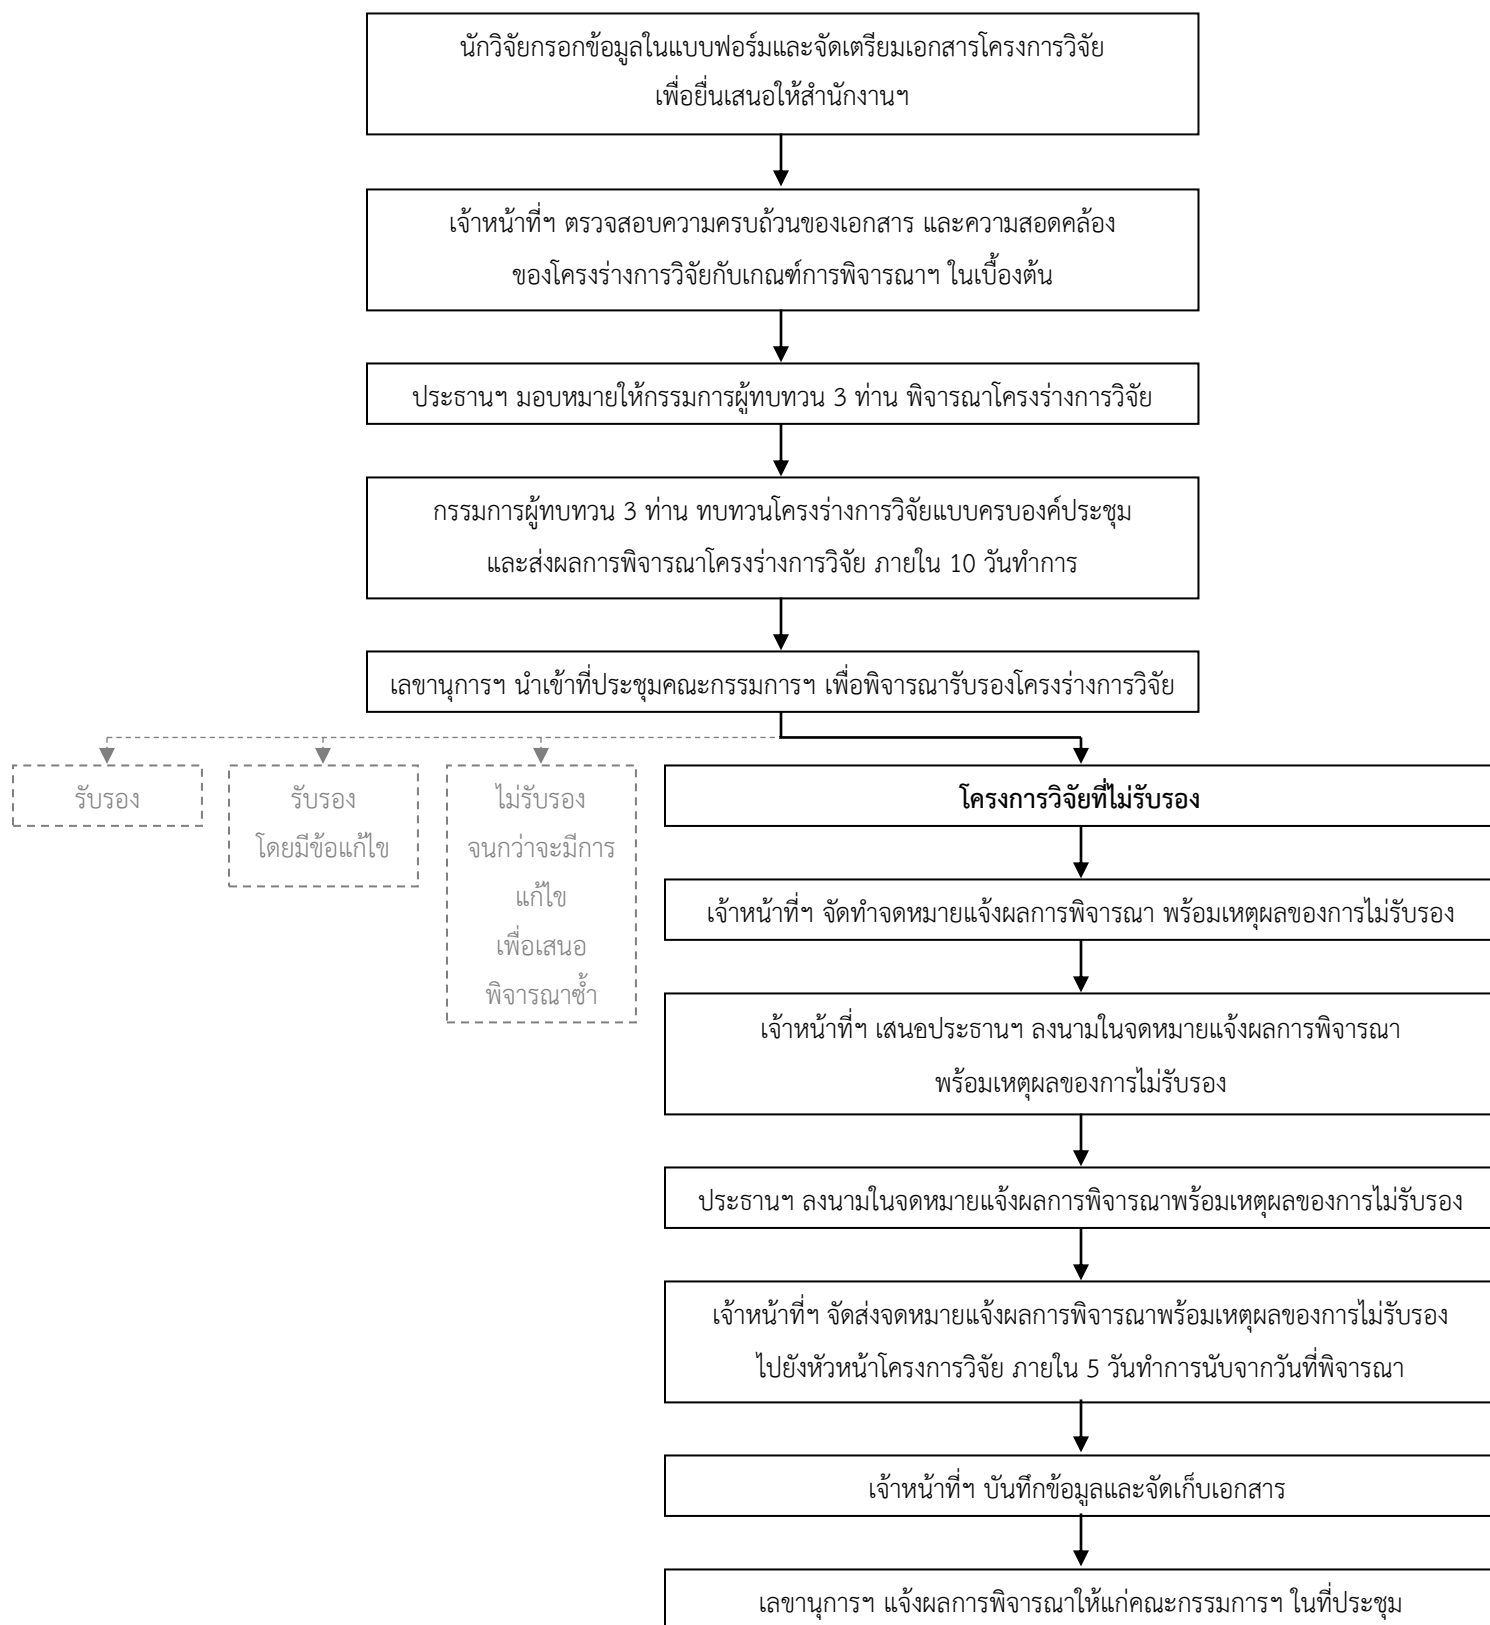 นักวิจัยกรอกข้อมูลในแบบฟอร์มและจัดเตรียมเอกสารโครงการวิจัย
เพื่อยื่นเสนอให้สำนักงานฯ
เจ้าหน้าที่ฯ ตรวจสอบความครบถ้วนของเอกสาร และความสอดคล้อง
ของโครงร่างการวิจัยกับเกณฑ์การพิจารณาฯ ในเบื้องต้น
ประธานฯ มอบหมายให้กรรมการผู้ทบทวน 3 ท่าน พิจารณาโครงร่างการวิจัย
กรรมการผู้ทบทวน 3 ท่าน ทบทวนโครงร่างการวิจัยแบบครบองค์ประชุม
และส่งผลการพิจารณาโครงร่างการวิจัย ภายใน 10 วันทำการ
เลขานุการฯ นำเข้าที่ประชุมคณะกรรมการฯ เพื่อพิจารณารับรองโครงร่างการวิจัย
รับรอง
รับรอง
โดยมีข้อแก้ไข
ไม่รับรอง
จนกว่าจะมีการ
แก้ไข
เพื่อเสนอ
พิจารณาซ้ำ
โครงการวิจัยที่ไม่รับรอง
เจ้าหน้าที่ฯ จัดทำจดหมายแจ้งผลการพิจารณา พร้อมเหตุผลของการไม่รับรอง
เจ้าหน้าที่ฯ เสนอประธานฯ ลงนามในจดหมายแจ้งผลการพิจารณา
พร้อมเหตุผลของการไม่รับรอง
ประธานฯ ลงนามในจดหมายแจ้งผลการพิจารณาพร้อมเหตุผลของการไม่รับรอง
เจ้าหน้าที่ฯ จัดส่งจดหมายแจ้งผลการพิจารณาพร้อมเหตุผลของการไม่รับรอง
ไปยังหัวหน้าโครงการวิจัย ภายใน 5 วันทำการนับจากวันที่พิจารณา
เจ้าหน้าที่ฯ บันทึกข้อมูลและจัดเก็บเอกสาร
เลขานุการฯ แจ้งผลการพิจารณาให้แก่คณะกรรมการฯ ในที่ประชุม